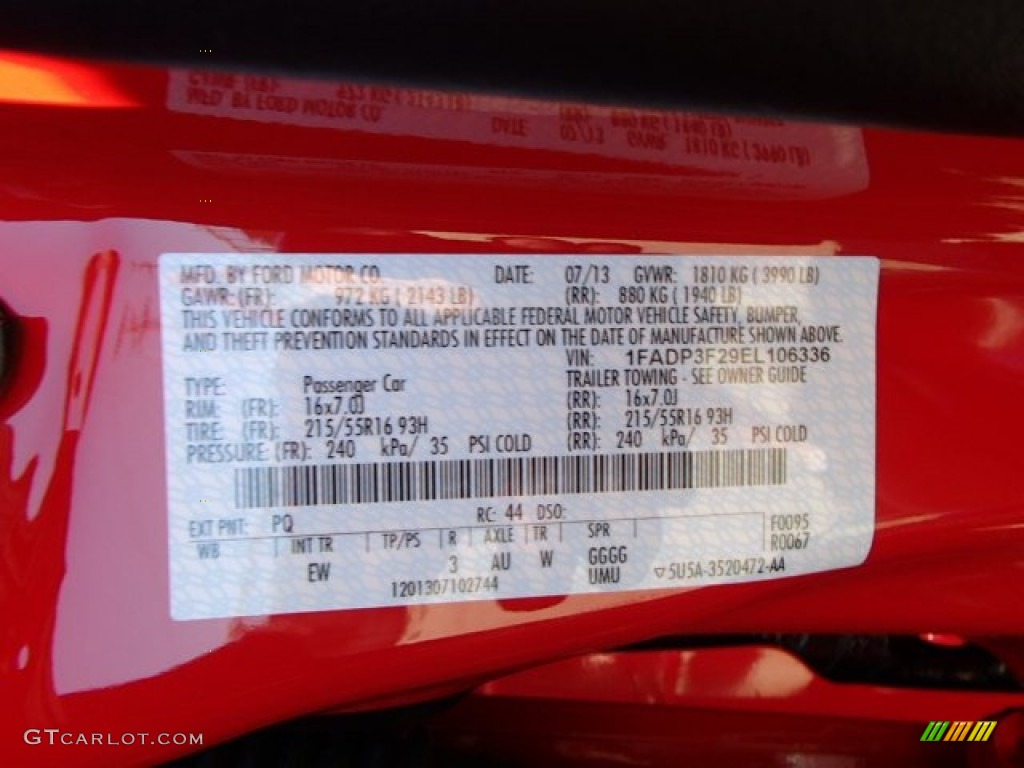 MFD. BY FORD MOTOR CO. DATE: 07/13 GVWR: 1810 KG ( 3990 LB)
GAWR: (FR): 972 KG ( 2143 LB) (RR): 880 KG ( 1940 LB)
THIS VEHICLE CONFORMS TO ALL APPLICABLE FEDERAL MOTOR VEHICLE SAFETY, BUMPER,
AND THEFT PREVENTION STANDARDS IN EFFECT ON THE DATE OF MANUFACTURE SHOWN ABOVE.
VIN: 1FADP3F29EL106336
TYPE: Passenger Car TRAILER TOWING - SEE OWNER GUIDE
RIM: (FR): 16x7.0J (RR): 16x7.0J
TIRE: (FR): 215/55R16 93H (RR): 215/55R16 93H
PRESSURE: (FR): 240 kPa/ 35 PSI COLD (RR): 240 kPa/ 35 PSI COLD
EXT PNT: PQ RC: 44 DSO: F0095
WB INT TR TP/PS R AXLE TR SPR R0067
EW 3 AU W GGGG
1201307102744 UMU ▽5U5A-3520472-AA
GTCARLOT.COM